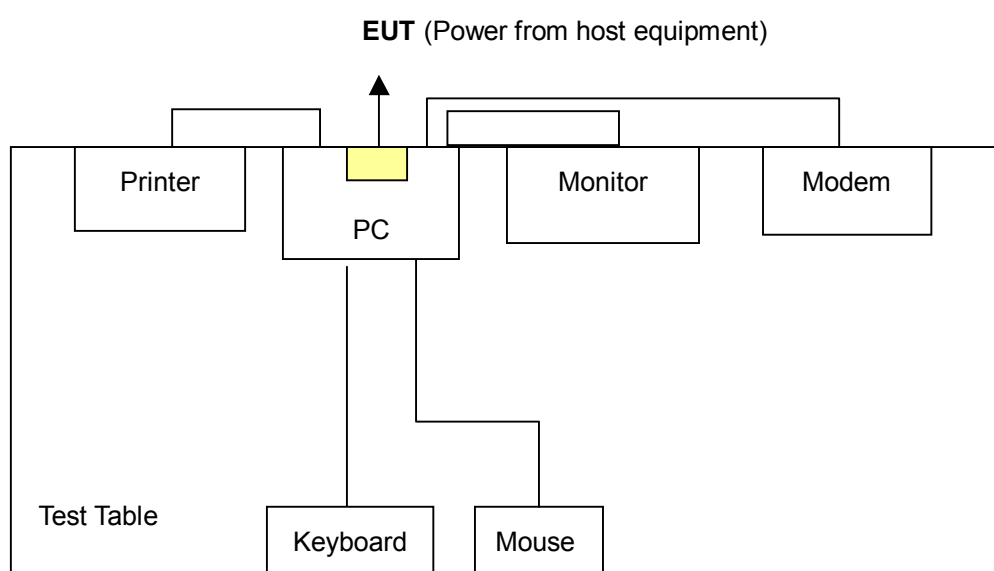 EUT (Power from host equipment)
Printer
PC
Monitor
Modem
Test Table
Keyboard
Mouse